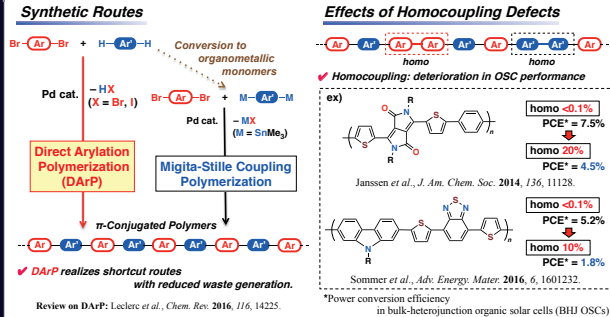 Synthetic Routes
Br Ar Br + H Ar' H
Conversion to
organometallic
monomers
Pd cat.
– HX
(X = Br, I)
Br Ar Br + M Ar' M
Pd cat.
– MX
(M = SnMe3)
Direct Arylation
Polymerization
(DArP)
Migita-Stille Coupling
Polymerization
π-Conjugated Polymers
Ar Ar' Ar Ar' Ar Ar' Ar Ar'
✔ DArP realizes shortcut routes
with reduced waste generation.
Review on DArP: Leclerc et al., Chem. Rev. 2016, 116, 14225.
Effects of Homocoupling Defects
Ar Ar' Ar Ar Ar' Ar Ar' Ar' Ar
homo homo
✔ Homocoupling: deterioration in OSC performance
ex)
R
O
N
S
S
n
N
O
R
homo <0.1%
PCE* = 7.5%
homo 20%
PCE* = 4.5%
Janssen et al., J. Am. Chem. Soc. 2014, 136, 11128.
S
N N
S
S
n
N
R
homo <0.1%
PCE* = 5.2%
homo 10%
PCE* = 1.8%
Sommer et al., Adv. Energy. Mater. 2016, 6, 1601232.
*Power conversion efficiency
in bulk-heterojunction organic solar cells (BHJ OSCs)